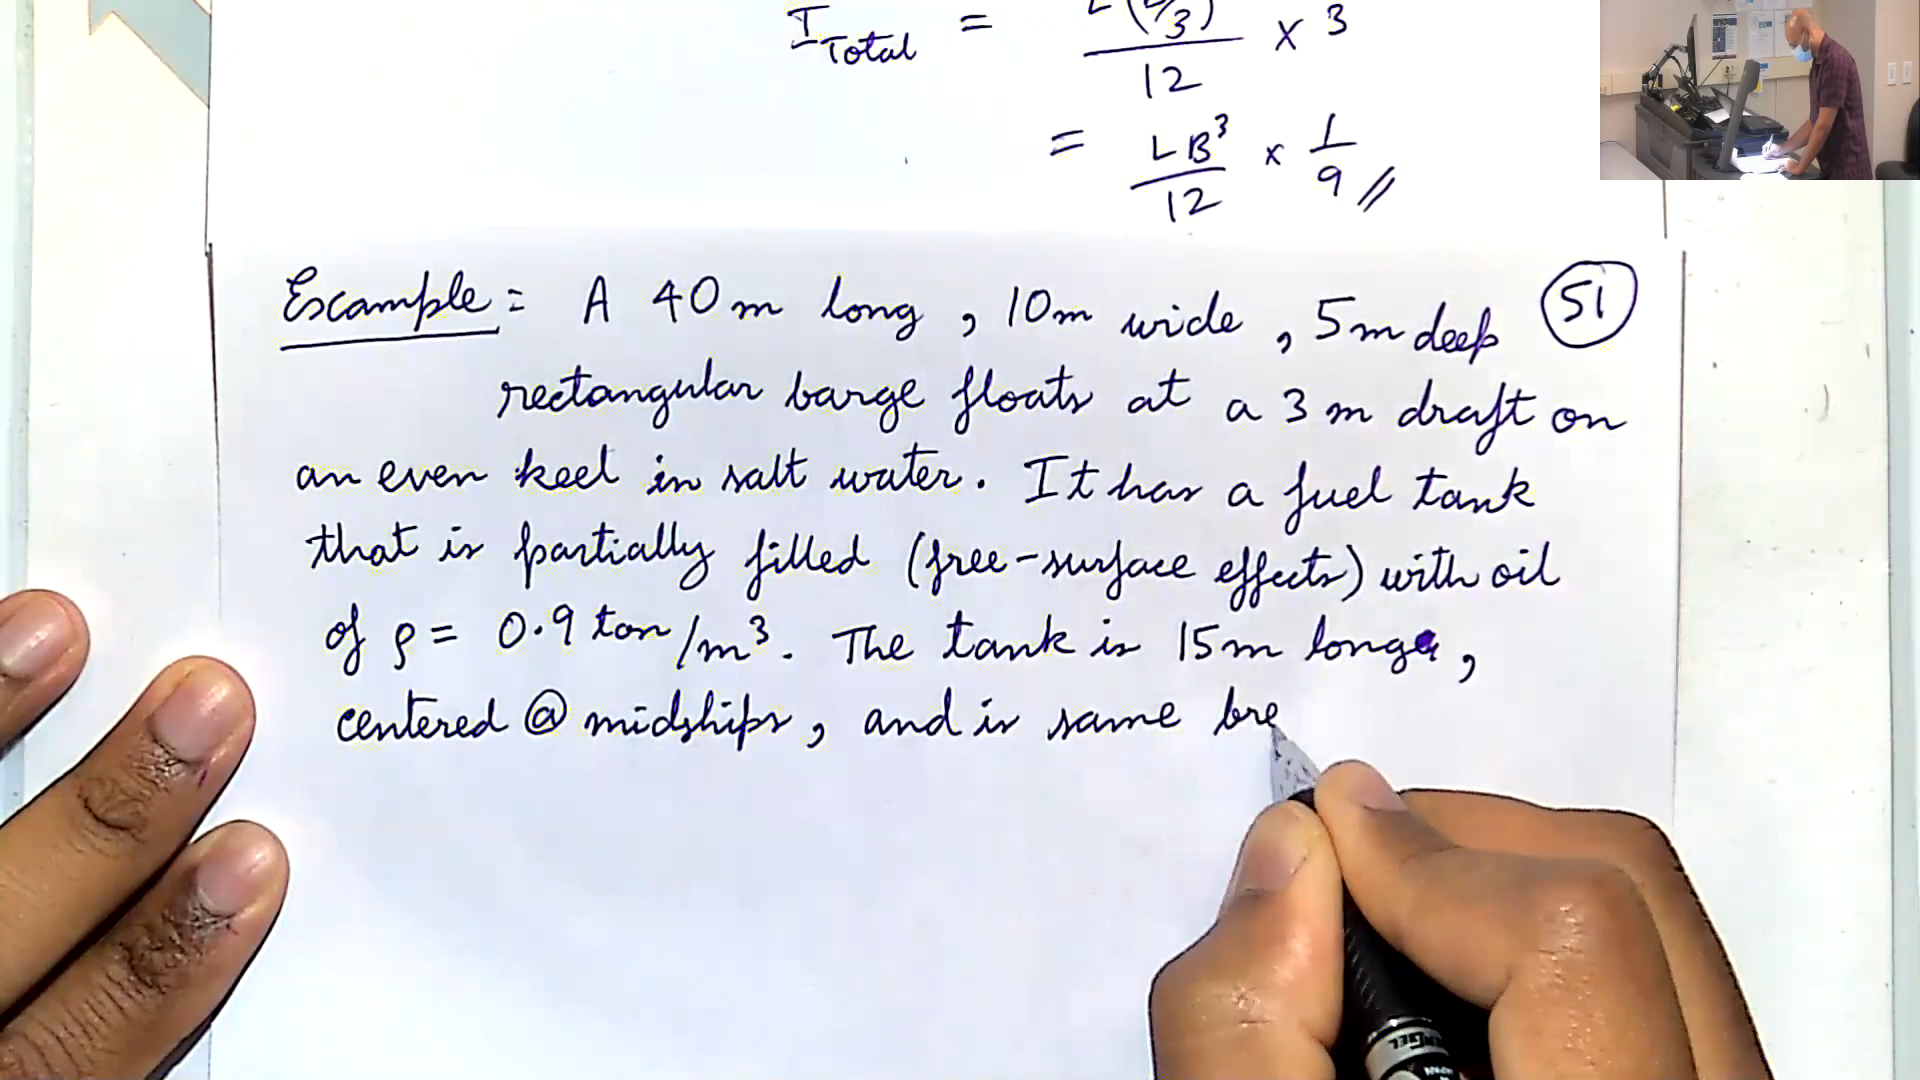 I Total = L(B/3)³ / 12 × 3
= LB³ / 12 × 1/9 //
Example: A 40m long, 10m wide, 5m deep
51
rectangular barge floats at a 3m draft on
an even keel in salt water. It has a fuel tank
that is partially filled (free-surface effects) with oil
of ρ = 0.9 ton/m³. The tank is 15m long,
centered @ midships, and is same bre